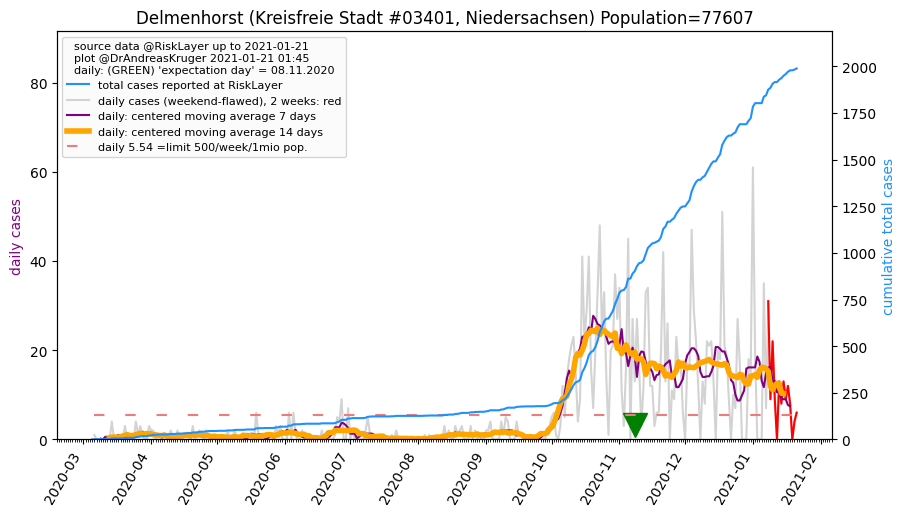 Delmenhorst (Kreisfreie Stadt #03401, Niedersachsen) Population=77607
source data @RiskLayer up to 2021-01-21
plot @DrAndreasKruger 2021-01-21 01:45
daily: (GREEN) 'expectation day' = 08.11.2020
total cases reported at RiskLayer
daily cases (weekend-flawed), 2 weeks: red
daily: centered moving average 7 days
daily: centered moving average 14 days
daily 5.54 =limit 500/week/1mio pop.
daily cases
80
60
40
20
0
cumulative total cases
2000
1750
1500
1250
1000
750
500
250
0
2020-03
2020-04
2020-05
2020-06
2020-07
2020-08
2020-09
2020-10
2020-11
2020-12
2021-01
2021-02